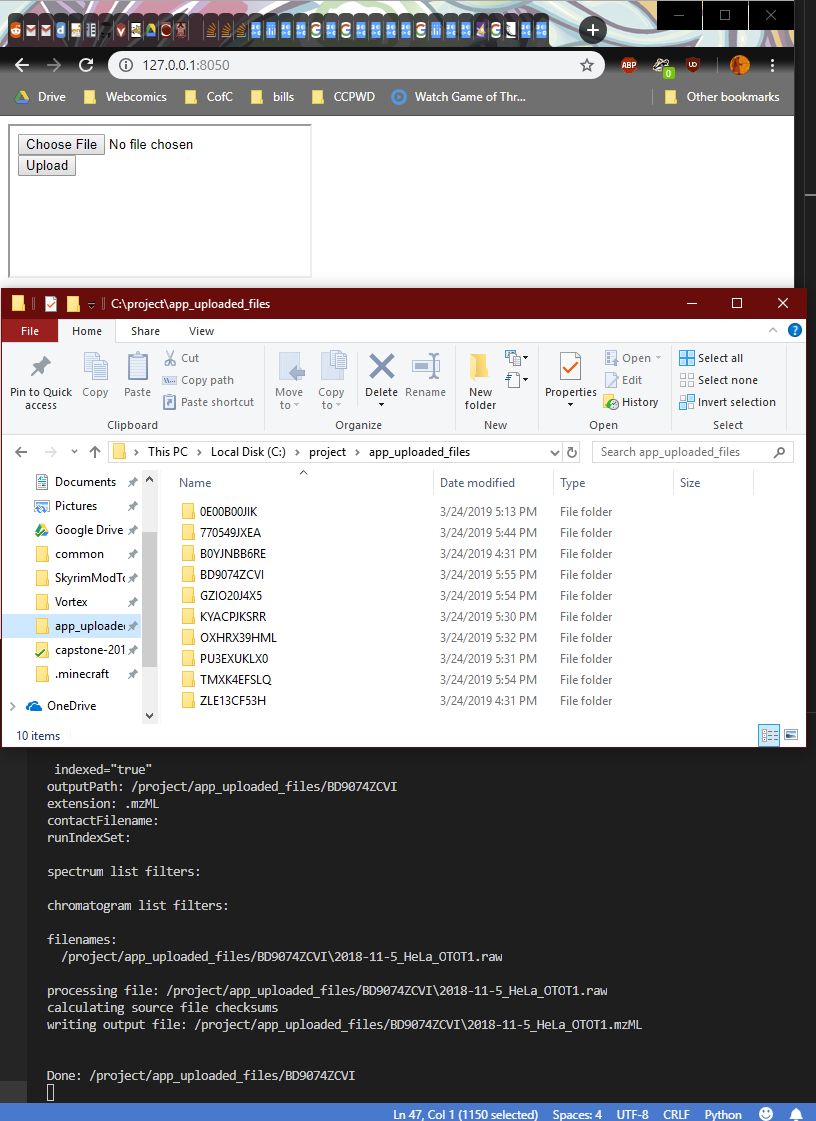 127.0.0.1:8050
ABP
0
UD
Drive
Webcomics
CofC
bills
CCPWD
Watch Game of Thr...
Other bookmarks
Choose File No file chosen
Upload
C:\project\app_uploaded_files
File
Home
Share
View
Pin to Quick access
Copy
Paste
Cut
Copy path
Paste shortcut
Clipboard
Move to
Copy to
Delete
Rename
Organize
New folder
New
Properties
Open
Edit
History
Open
Select all
Select none
Invert selection
Select
This PC > Local Disk (C:) > project > app_uploaded_files
Search app_uploaded_files
Documents
Pictures
Google Drive
common
SkyrimModTo
Vortex
app_uploade
capstone-201
.minecraft
OneDrive
Name Date modified Type Size
0E00B00JIK 3/24/2019 5:13 PM File folder
770549JXEA 3/24/2019 5:44 PM File folder
B0YJNBB6RE 3/24/2019 4:31 PM File folder
BD9074ZCVI 3/24/2019 5:55 PM File folder
GZIO20J4X5 3/24/2019 5:54 PM File folder
KYACPJKSRR 3/24/2019 5:30 PM File folder
OXHRX39HML 3/24/2019 5:32 PM File folder
PU3EXUKLX0 3/24/2019 5:31 PM File folder
TMXK4EFSLQ 3/24/2019 5:54 PM File folder
ZLE13CF53H 3/24/2019 4:31 PM File folder
10 items
indexed="true"
outputPath: /project/app_uploaded_files/BD9074ZCVI
extension: .mzML
contactFilename:
runIndexSet:
spectrum list filters:
chromatogram list filters:
filenames:
/project/app_uploaded_files/BD9074ZCVI\2018-11-5_HeLa_OTOT1.raw
processing file: /project/app_uploaded_files/BD9074ZCVI\2018-11-5_HeLa_OTOT1.raw
calculating source file checksums
writing output file: /project/app_uploaded_files/BD9074ZCVI\2018-11-5_HeLa_OTOT1.mzML
Done: /project/app_uploaded_files/BD9074ZCVI
Ln 47, Col 1 (1150 selected) Spaces: 4 UTF-8 CRLF Python